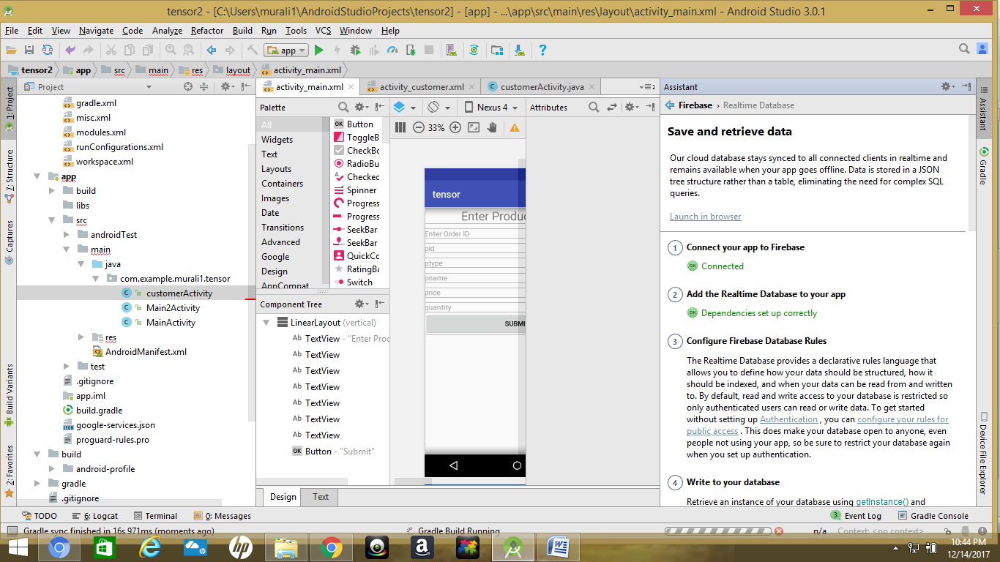 tensor2 - [C:\Users\murali1\AndroidStudioProjects\tensor2] - [app] - ...\app\src\main\res\layout\activity_main.xml - Android Studio 3.0.1
File Edit View Navigate Code Analyze Refactor Build Run Tools VCS Window Help
app
tensor2 app src main res layout activity_main.xml
1: Project
7: Structure
Captures
Build Variants
2: Favorites
Project
gradle.xml
misc.xml
modules.xml
runConfigurations.xml
workspace.xml
app
build
libs
src
androidTest
main
java
com.example.murali1.tensor
customerActivity
Main2Activity
MainActivity
res
AndroidManifest.xml
test
.gitignore
app.iml
build.gradle
google-services.json
proguard-rules.pro
build
android-profile
gradle
.gitignore
activity_main.xml activity_customer.xml customerActivity.java
2
Palette
All
Widgets
Text
Layouts
Containers
Images
Date
Transitions
Advanced
Google
Design
AppCompat
OK Button
ToggleB
CheckBo
RadioBu
Checked
Spinner
Progress
Progress
SeekBar
SeekBar
QuickCo
RatingBa
Switch
Component Tree
LinearLayout (vertical)
Ab TextView - "Enter Proc
Ab TextView
Ab TextView
Ab TextView
Ab TextView
Ab TextView
Ab TextView
OK Button - "Submit"
Nexus 4
33%
tensor
Enter Produc
Enter Order ID
pid
ptype
pname
price
quantity
SUBMI
Attributes
Design Text
Assistant
Firebase › Realtime Database
Save and retrieve data
Our cloud database stays synced to all connected clients in realtime and
remains available when your app goes offline. Data is stored in a JSON
tree structure rather than a table, eliminating the need for complex SQL
queries.
Launch in browser
1 Connect your app to Firebase
OK Connected
2 Add the Realtime Database to your app
OK Dependencies set up correctly
3 Configure Firebase Database Rules
The Realtime Database provides a declarative rules language that
allows you to define how your data should be structured, how it
should be indexed, and when your data can be read from and written
to. By default, read and write access to your database is restricted so
only authenticated users can read or write data. To get started
without setting up Authentication , you can configure your rules for
public access . This does make your database open to anyone, even
people not using your app, so be sure to restrict your database again
when you set up authentication.
4 Write to your database
Retrieve an instance of your database using getInstance() and
Assistant
Gradle
Device File Explorer
TODO 6: Logcat Terminal 0: Messages 3 Event Log Gradle Console
Gradle sync finished in 16s 971ms (moments ago) Gradle Build Running n/a Context: <no context>
hp
a
W
10:44 PM
12/14/2017